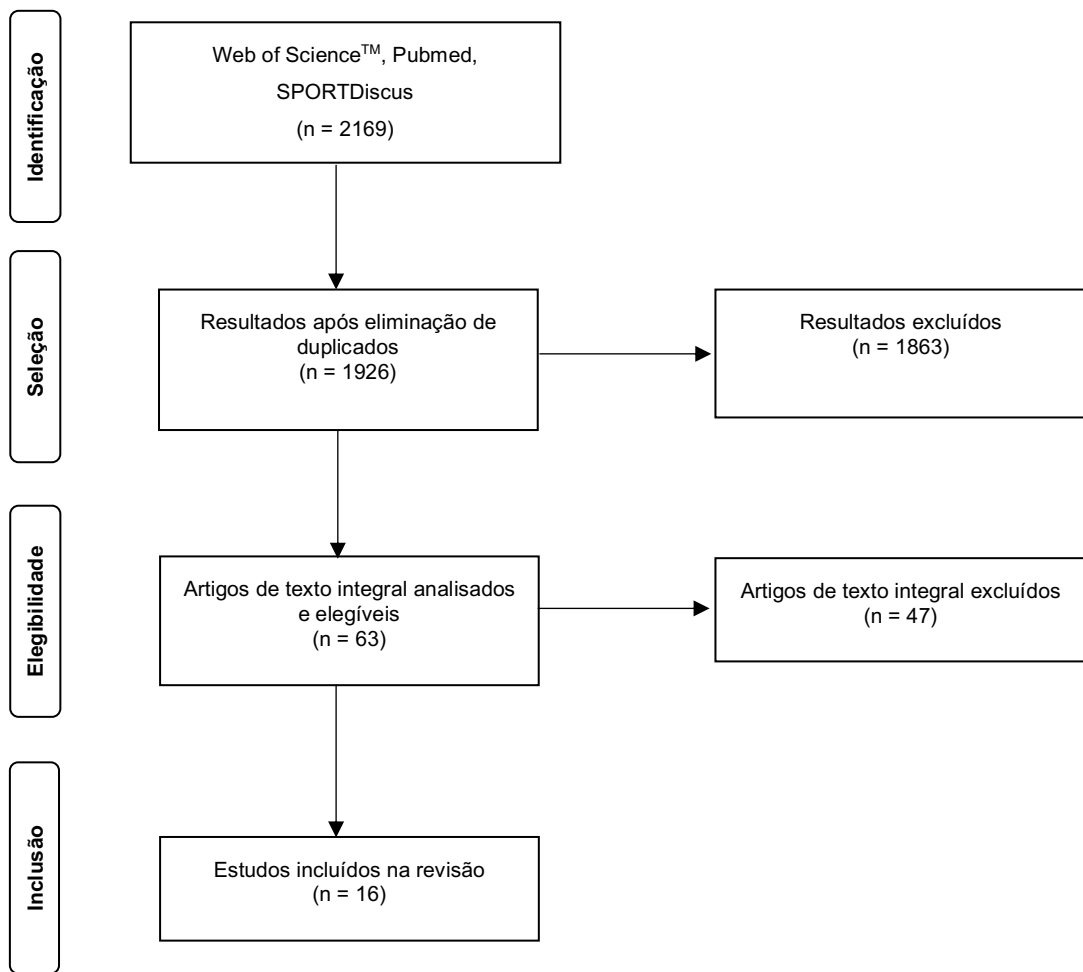 Identificação
Web of Science™, Pubmed,
SPORTDiscus
(n = 2169)
Seleção
Resultados após eliminação de
duplicados
(n = 1926)
Resultados excluídos
(n = 1863)
Elegibilidade
Artigos de texto integral analisados
e elegíveis
(n = 63)
Artigos de texto integral excluídos
(n = 47)
Inclusão
Estudos incluídos na revisão
(n = 16)